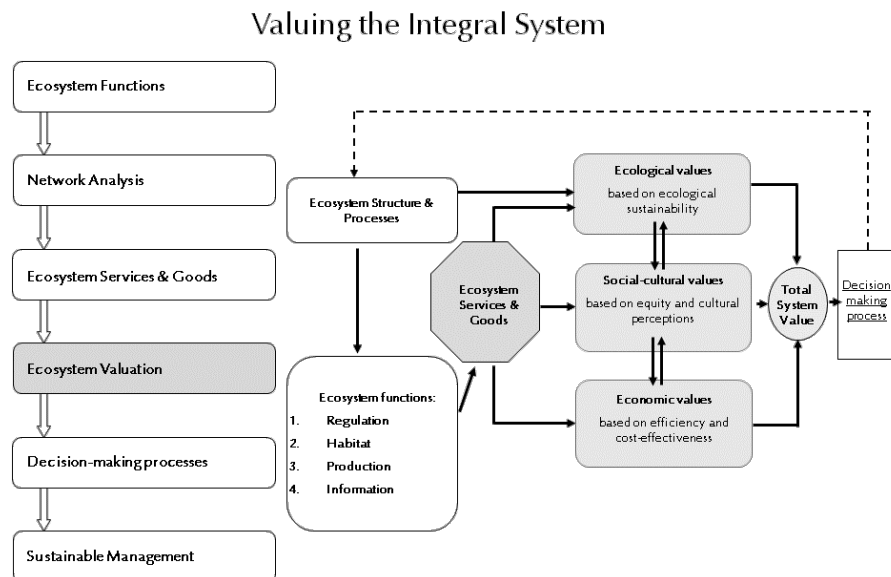 Valuing the Integral System
Ecosystem Functions
Network Analysis
Ecosystem Services & Goods
Ecosystem Valuation
Decision-making processes
Sustainable Management
Ecosystem Structure &
Processes
Ecosystem functions:
1. Regulation
2. Habitat
3. Production
4. Information
Ecosystem
Services &
Goods
Ecological values
based on ecological
sustainability
Social-cultural values
based on equity and cultural
perceptions
Economic values
based on efficiency and
cost-effectiveness
Total
System
Value
Decision
making
process